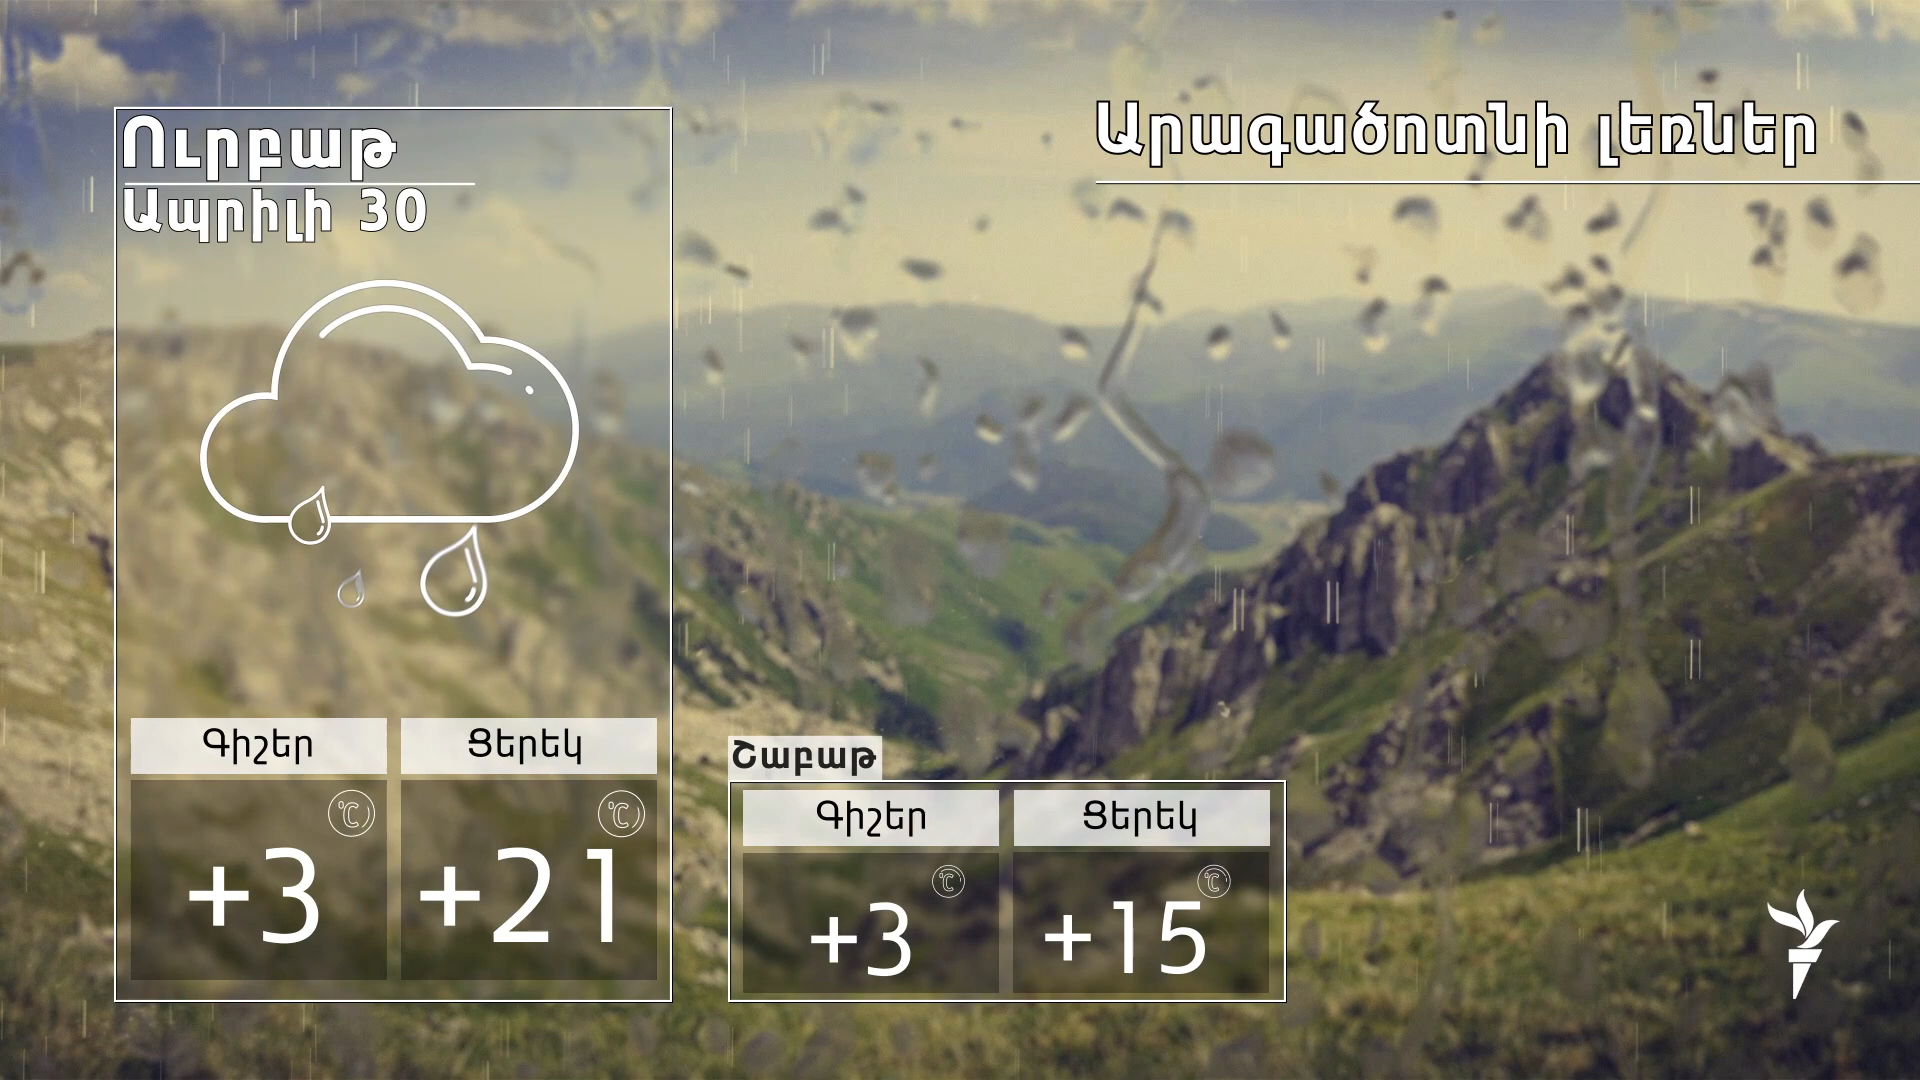 Ուրբաթ
Ապրիլի 30
Արագածոտնի լեռներ
Գիշեր Ցերեկ
°C °C
+3 +21
Շաբաթ
Գիշեր Ցերեկ
°C °C
+3 +15